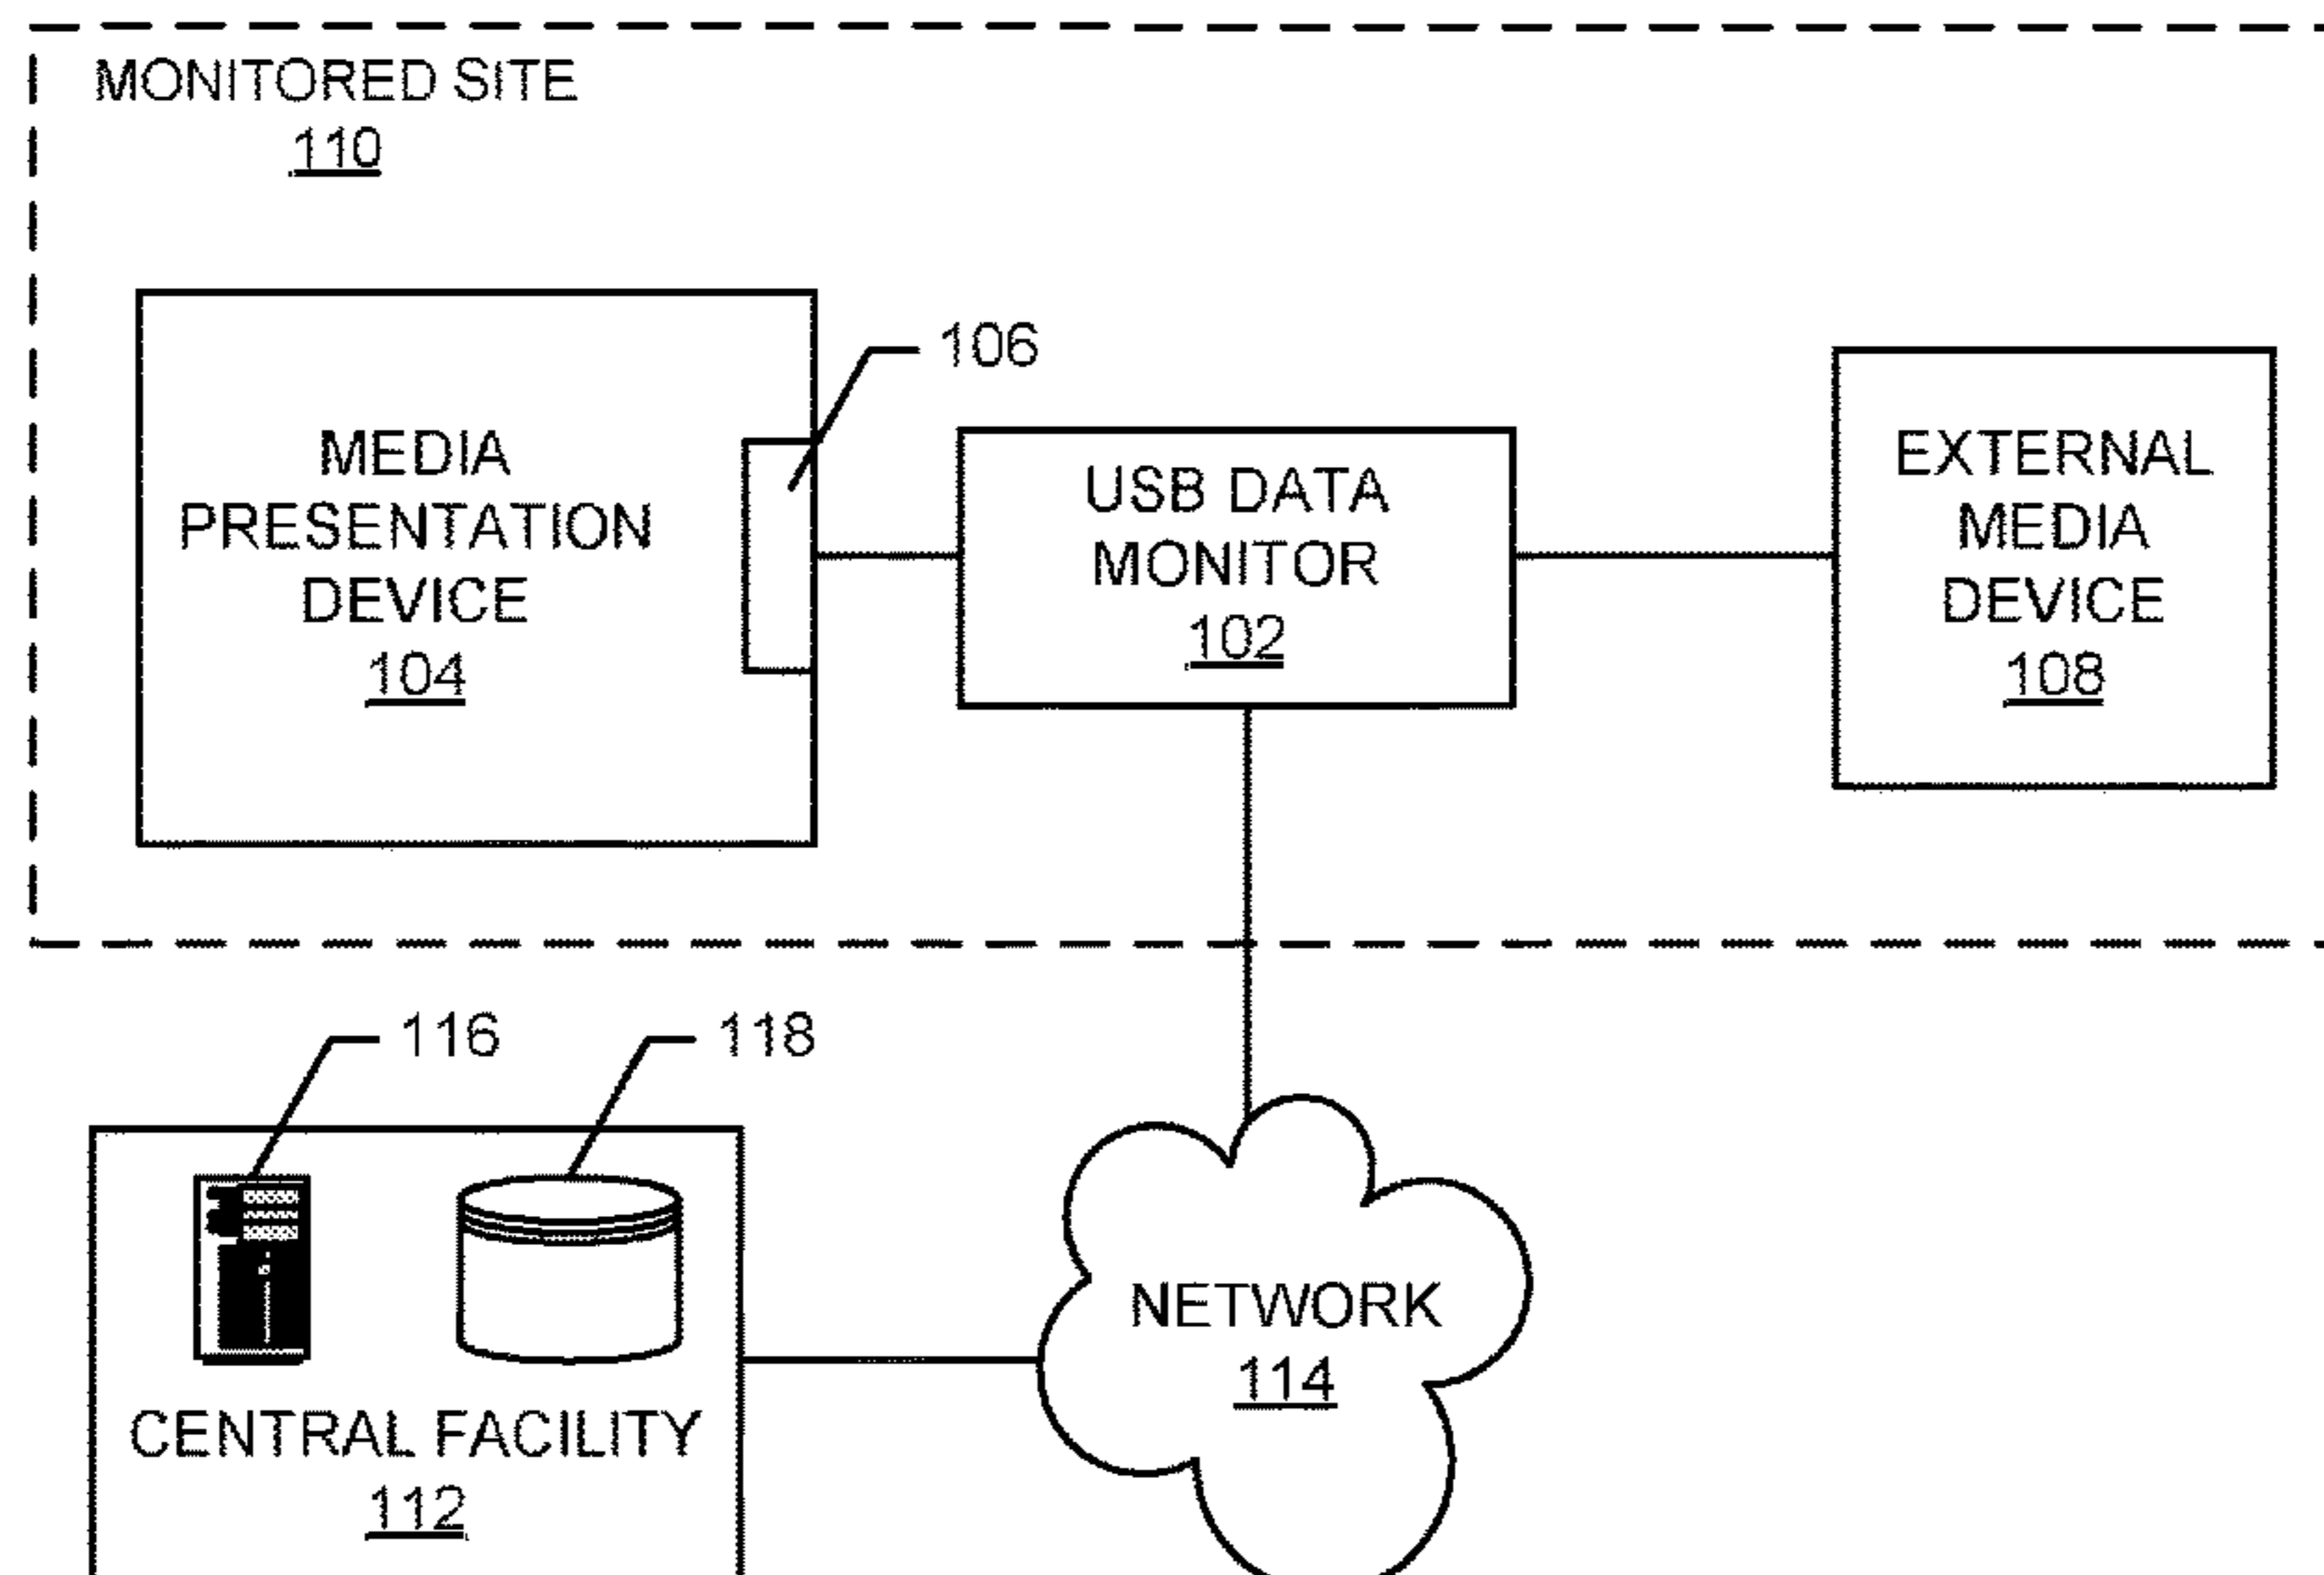 MONITORED SITE
110
106
MEDIA
PRESENTATION
DEVICE
104
USB DATA
MONITOR
102
EXTERNAL
MEDIA
DEVICE
108
116
118
CENTRAL FACILITY
112
NETWORK
114